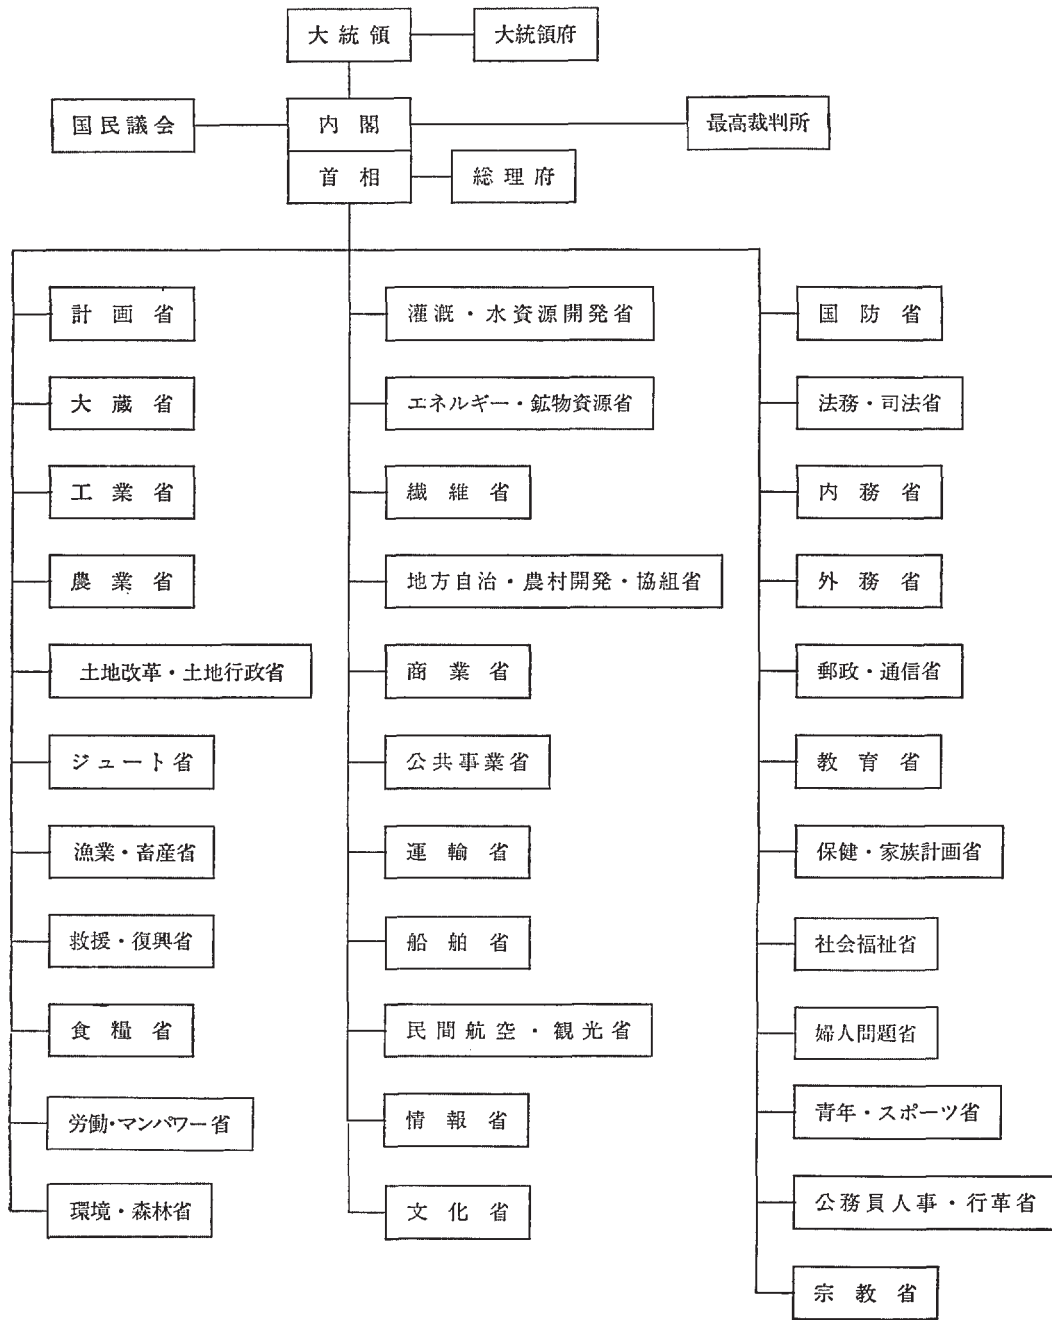 大統領
大統領府
国民議会
内閣
最高裁判所
首相
総理府
計画省
大蔵省
工業省
農業省
土地改革・土地行政省
ジュート省
漁業・畜産省
救援・復興省
食糧省
労働・マンパワー省
環境・森林省
灌漑・水資源開発省
エネルギー・鉱物資源省
繊維省
地方自治・農村開発・協組省
商業省
公共事業省
運輸省
船舶省
民間航空・観光省
情報省
文化省
国防省
法務・司法省
内務省
外務省
郵政・通信省
教育省
保健・家族計画省
社会福祉省
婦人問題省
青年・スポーツ省
公務員人事・行革省
宗教省